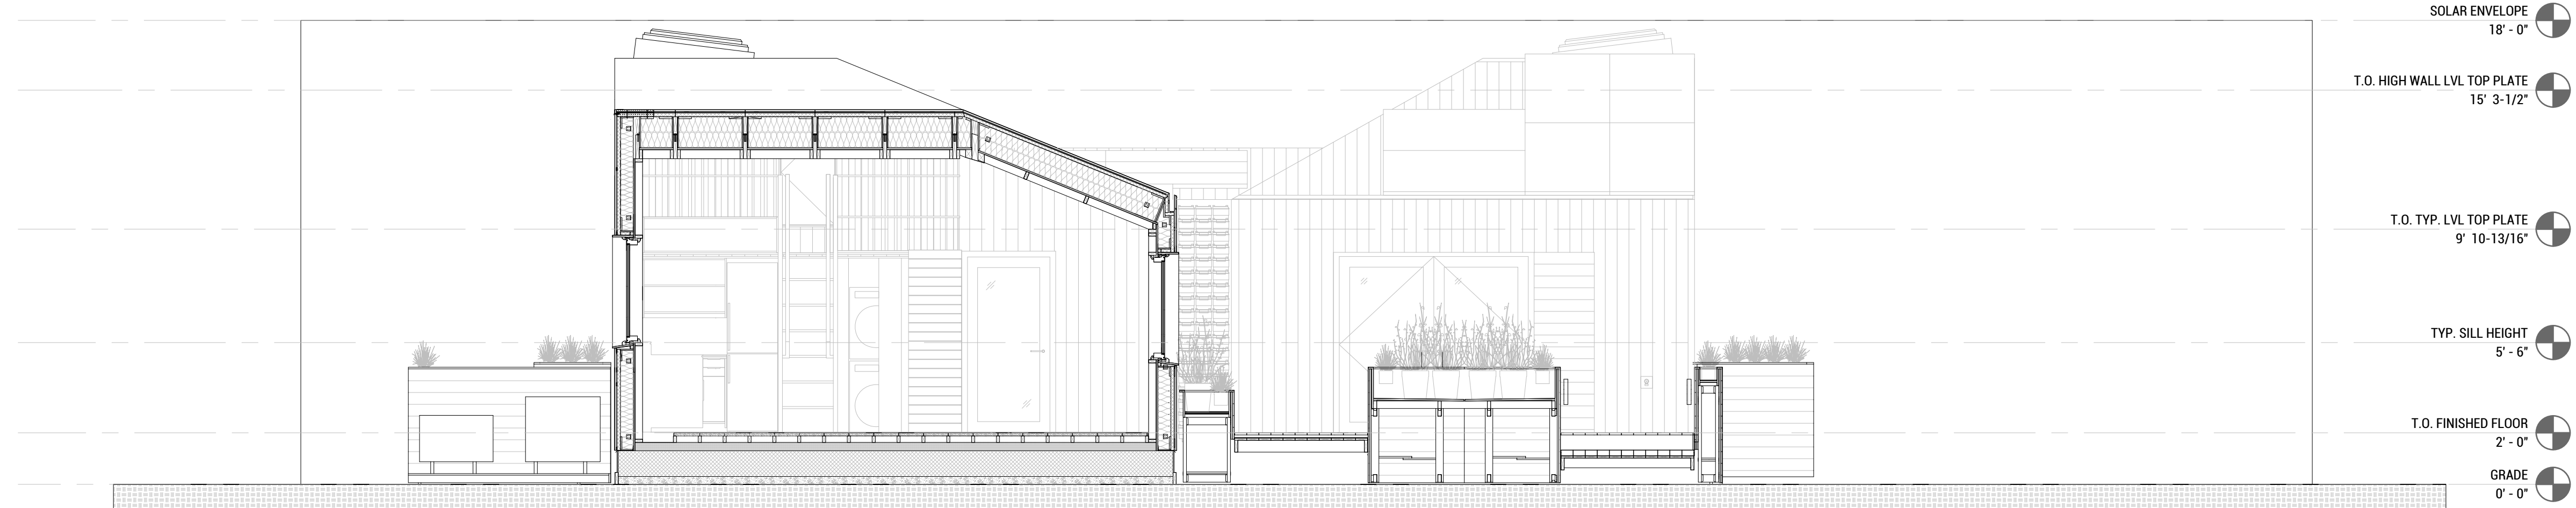 SOLAR ENVELOPE
18' - 0"
T.O. HIGH WALL LVL TOP PLATE
15' 3-1/2"
T.O. TYP. LVL TOP PLATE
9' 10-13/16"
TYP. SILL HEIGHT
5' - 6"
T.O. FINISHED FLOOR
2' - 0"
GRADE
0' - 0"